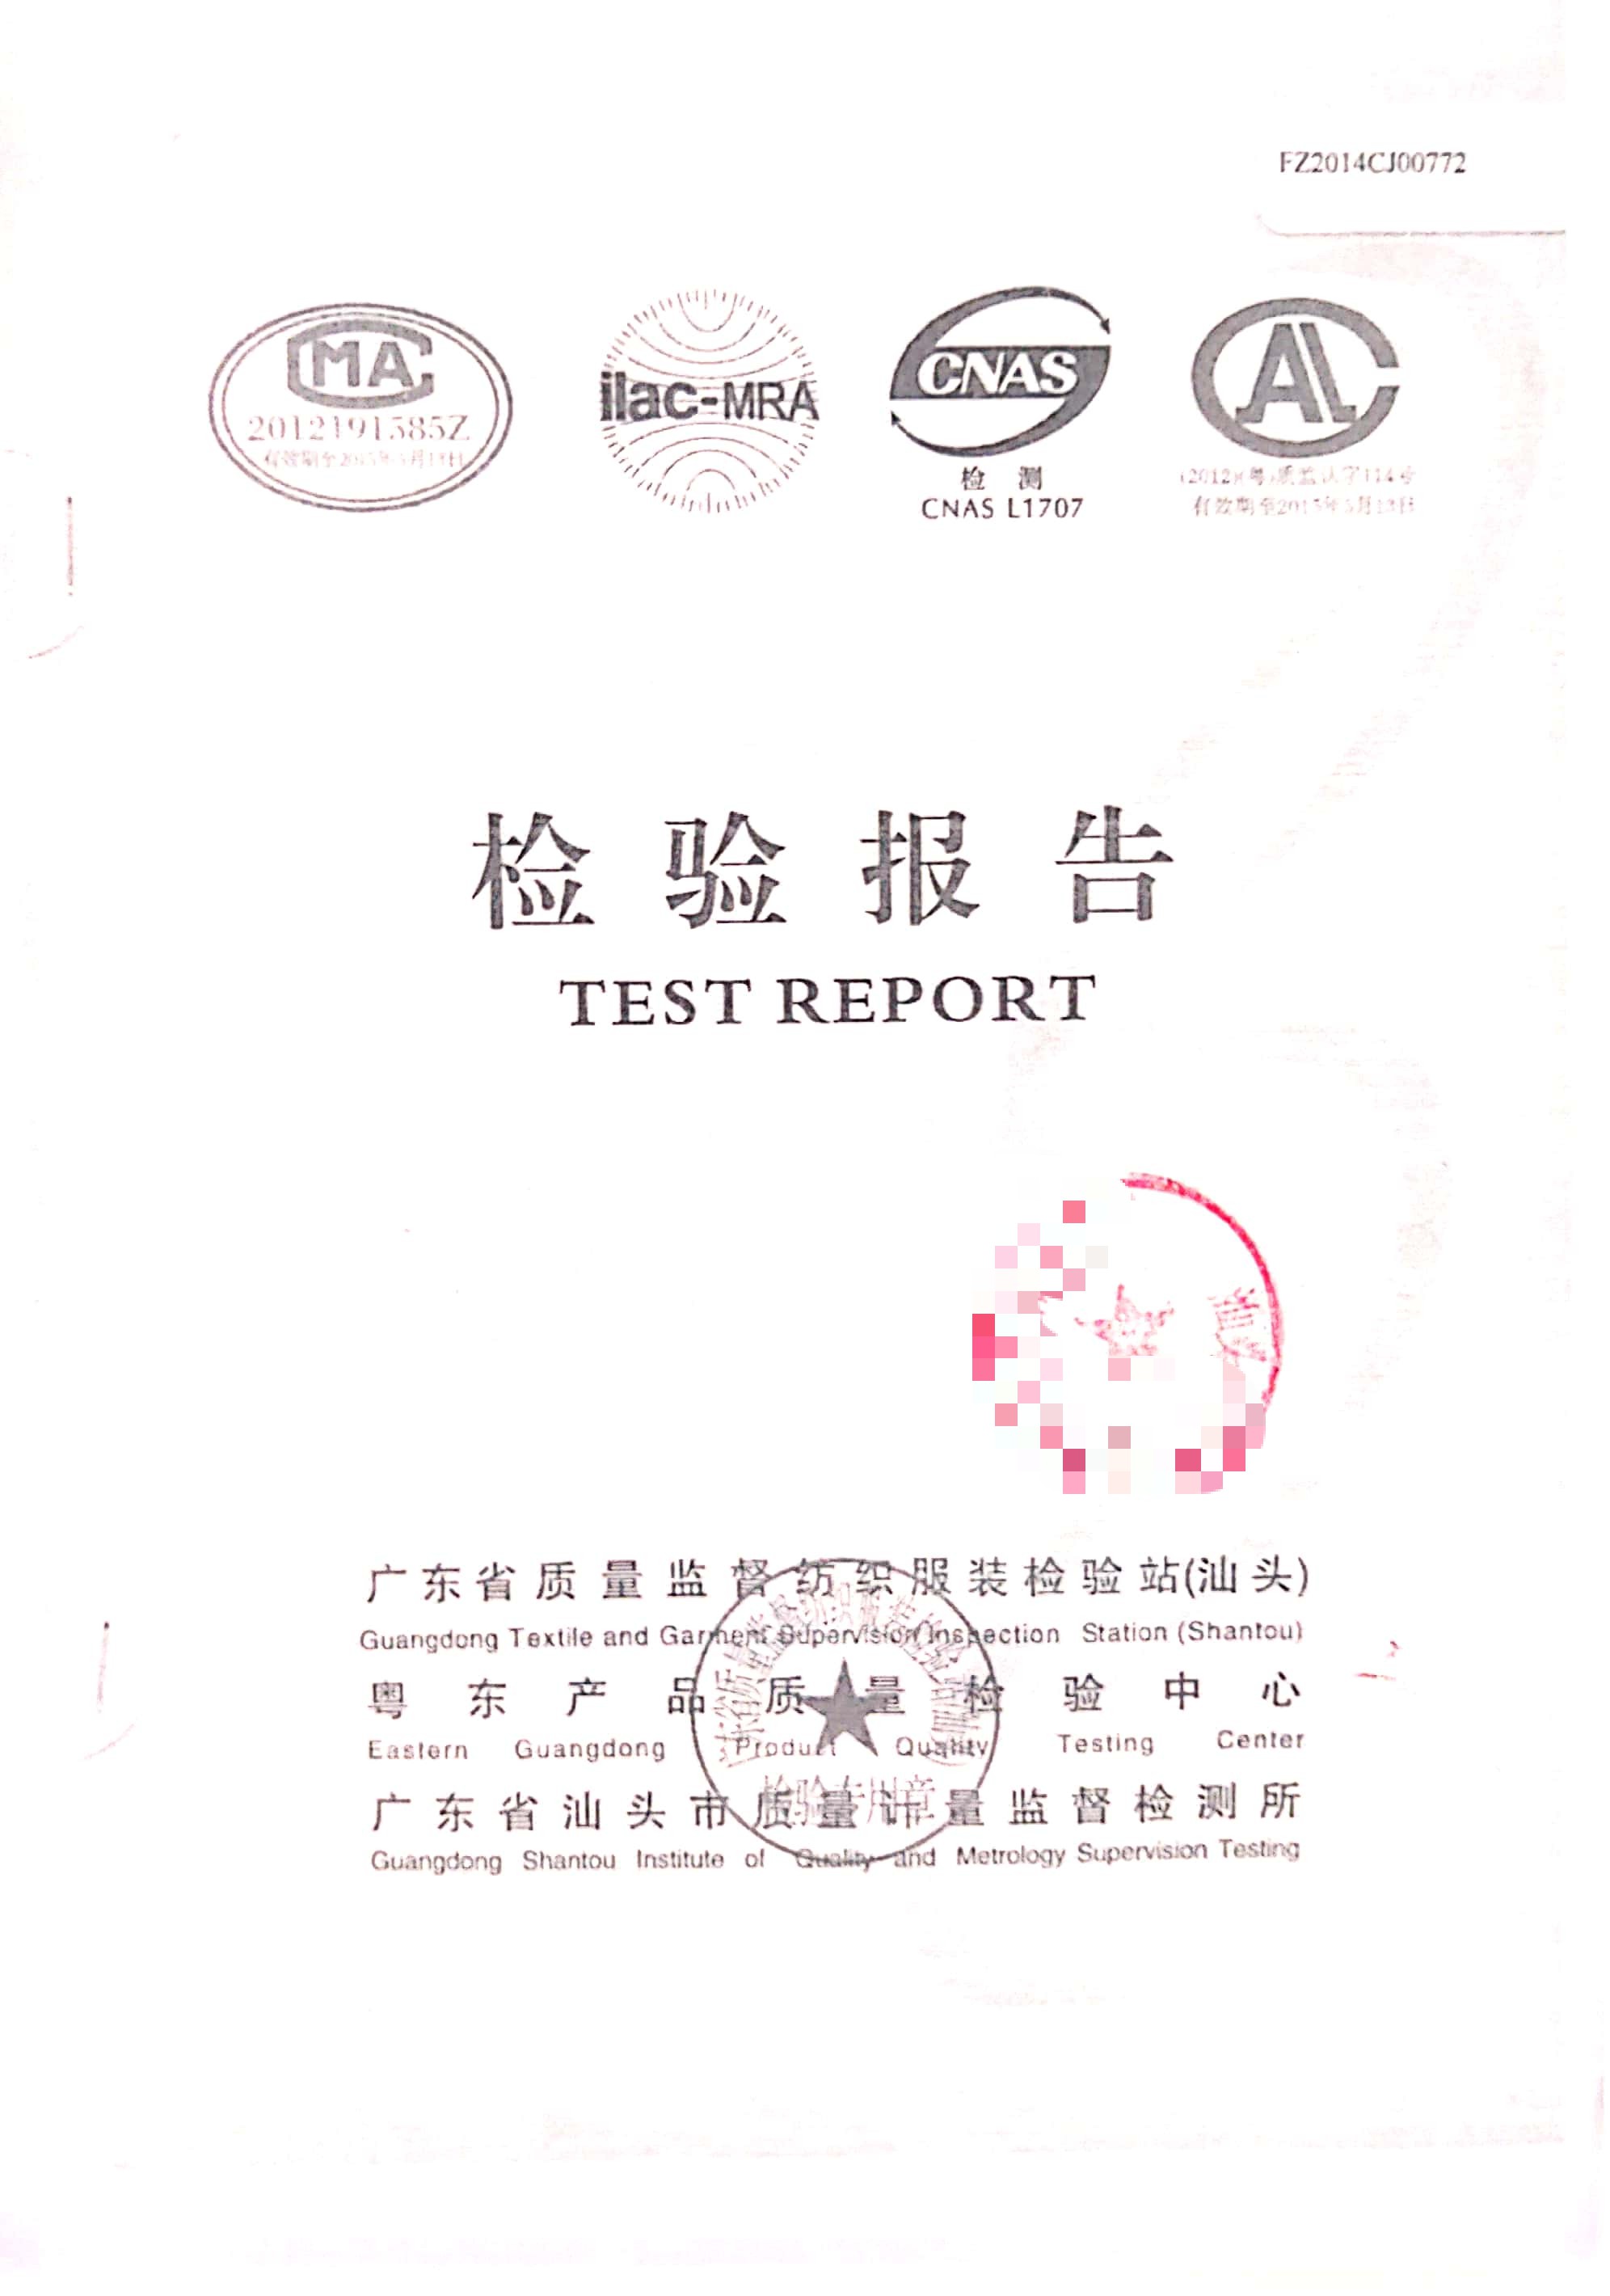 FZ2014CJ00772
CMA
2012191585Z
有效期至2015年5月13日
ilac-MRA
CNAS
检 测
CNAS L1707
AL
(2012)(粤)质监认字114号
有效期至2015年5月13日
检 验 报 告
TEST REPORT
广东省质量监督纺织服装检验站(汕头)
Guangdong Textile and Garment Supervision Inspection Station (Shantou)
粤东产品质量检验中心
Eastern Guangdong Product Quality Testing Center
广东省汕头市质量计量监督检测所
Guangdong Shantou Institute of Quality and Metrology Supervision Testing
检验专用章